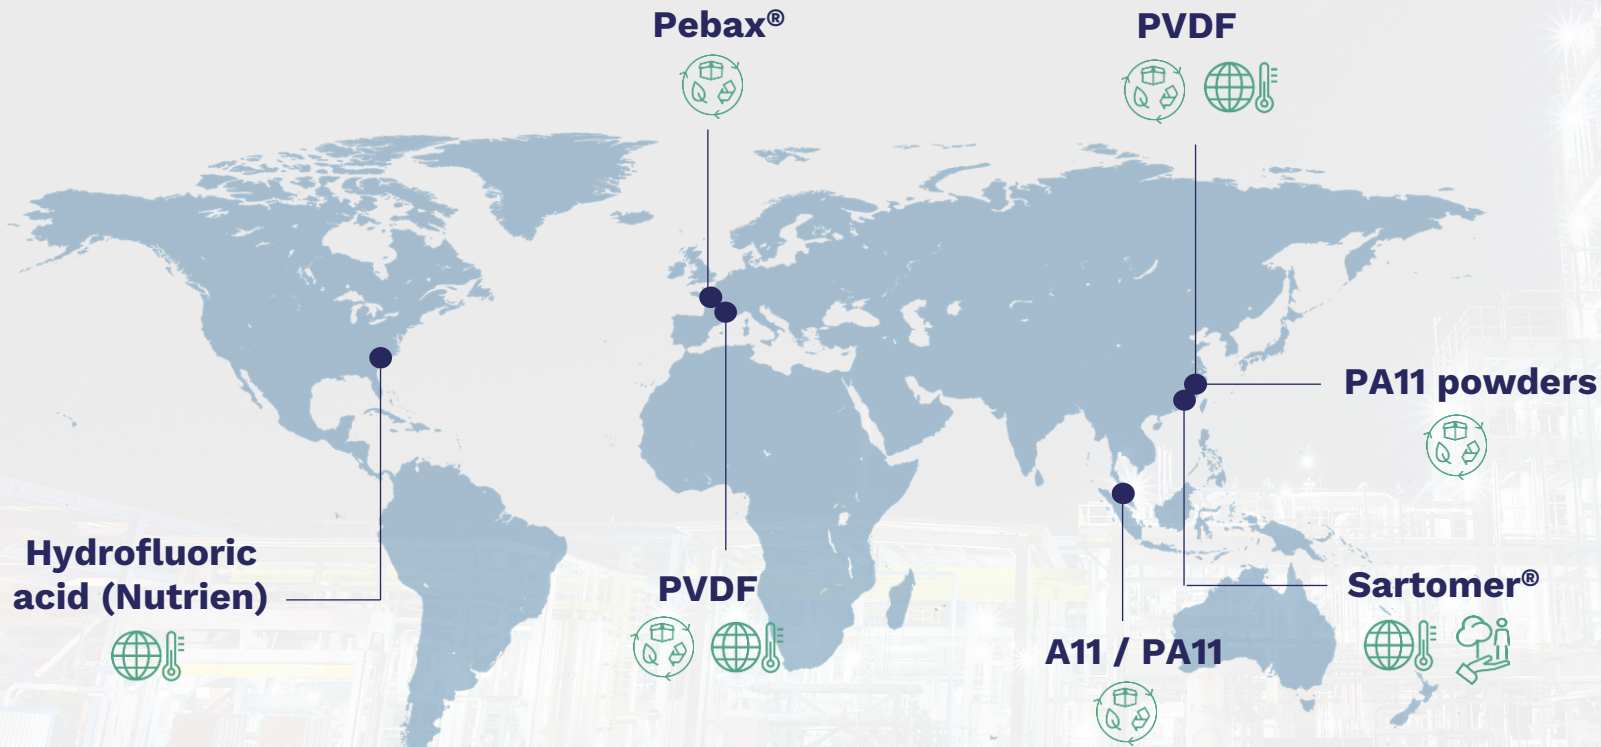 Pebax®
PVDF
PA11 powders
Hydrofluoric
acid (Nutrien)
PVDF
Sartomer®
A11 / PA11